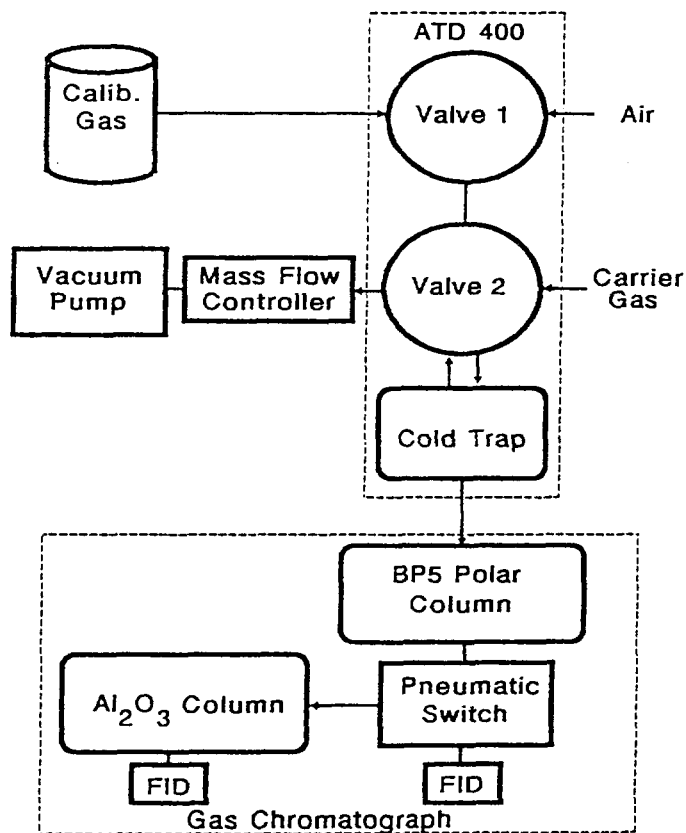 ATD 400
Calib.
Gas
Valve 1
Air
Vacuum
Pump
Mass Flow
Controller
Valve 2
Carrier
Gas
Cold Trap
BP5 Polar
Column
Al₂O₃ Column
Pneumatic
Switch
FID
FID
Gas Chromatograph